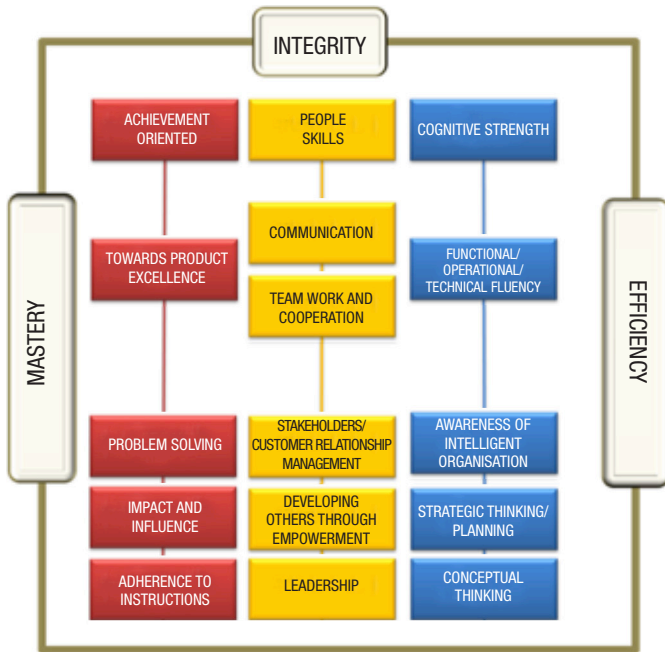 INTEGRITY
MASTERY
EFFICIENCY
ACHIEVEMENT
ORIENTED
TOWARDS PRODUCT
EXCELLENCE
PROBLEM SOLVING
IMPACT AND
INFLUENCE
ADHERENCE TO
INSTRUCTIONS
PEOPLE
SKILLS
COMMUNICATION
TEAM WORK AND
COOPERATION
STAKEHOLDERS/
CUSTOMER RELATIONSHIP
MANAGEMENT
DEVELOPING
OTHERS THROUGH
EMPOWERMENT
LEADERSHIP
COGNITIVE STRENGTH
FUNCTIONAL/
OPERATIONAL/
TECHNICAL FLUENCY
AWARENESS OF
INTELLIGENT
ORGANISATION
STRATEGIC THINKING/
PLANNING
CONCEPTUAL
THINKING